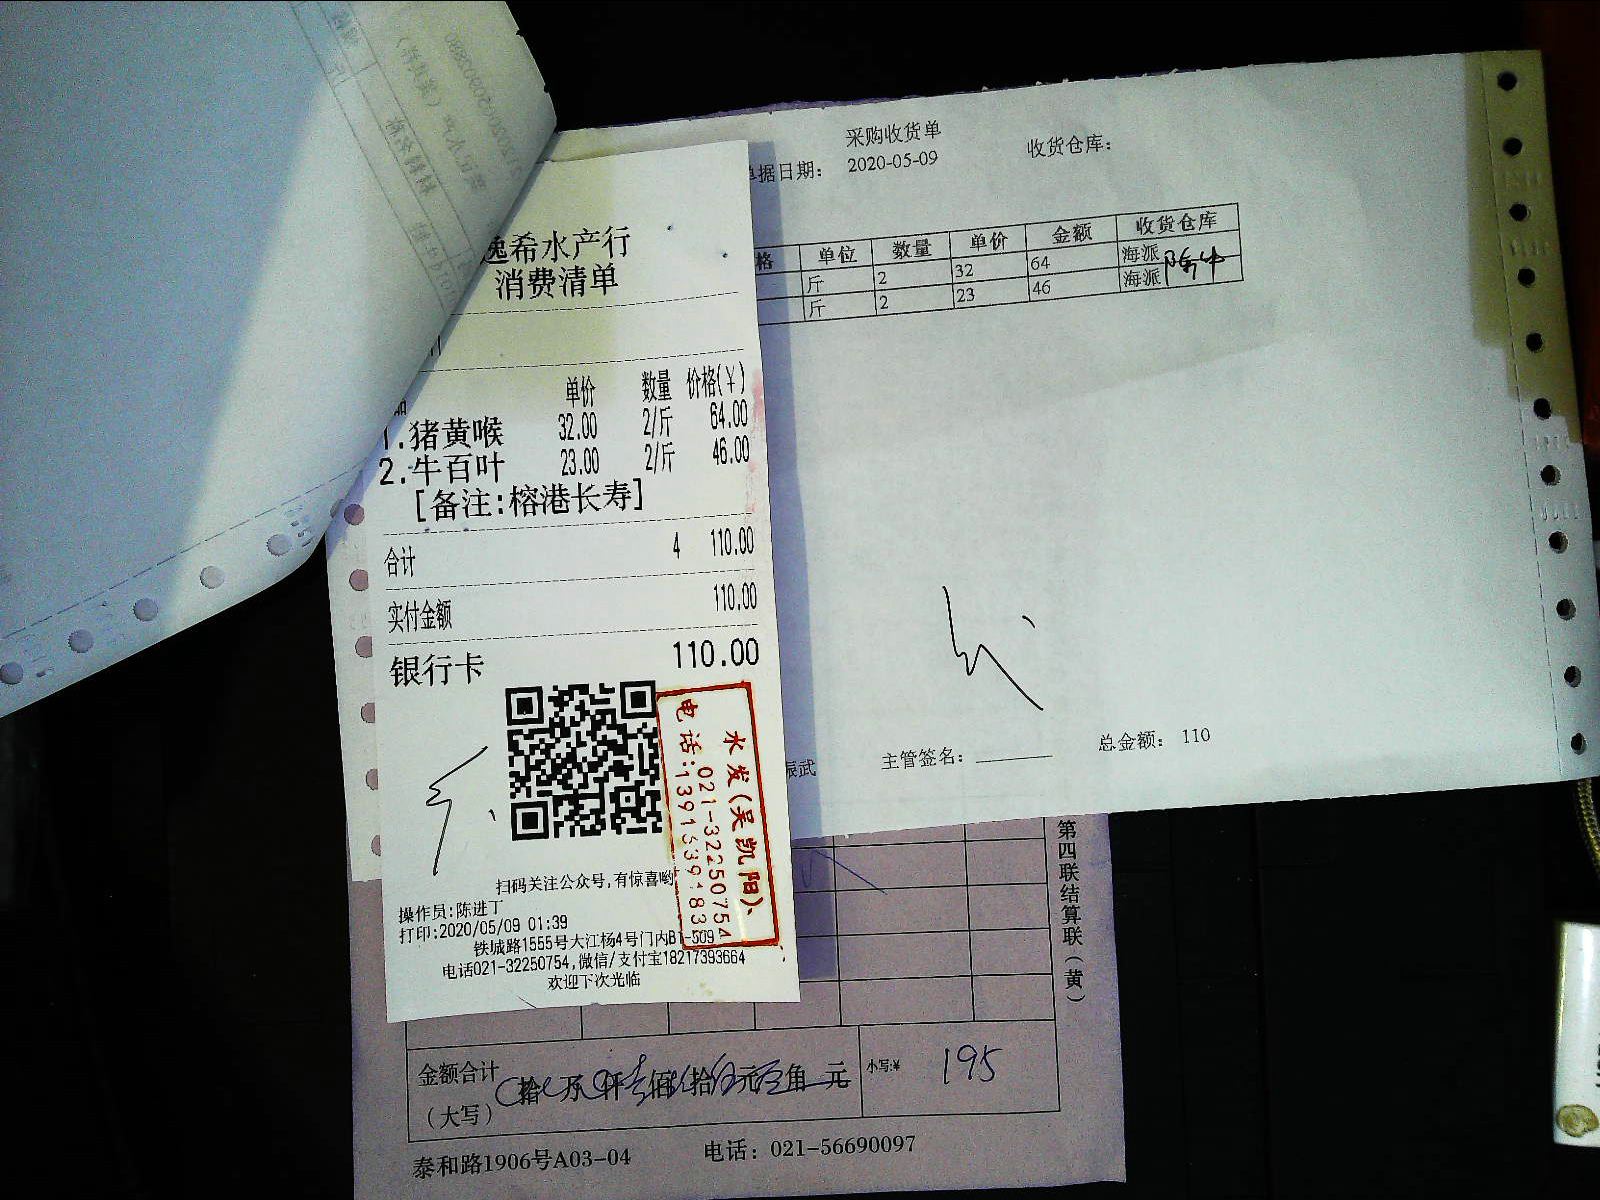 采购收货单
单据日期： 2020-05-09
收货仓库：
格 单位 数量 单价 金额 收货仓库
斤 2 32 64 海派
斤 2 23 46 海派
逸希水产行
消费清单
单价 数量 价格(¥)
1.猪黄喉 32.00 2/斤 64.00
2.牛百叶 23.00 2/斤 46.00
[备注:榕港长寿]
合计 4 110.00
实付金额 110.00
银行卡 110.00
水发(吴凯阳)、
021-32250754
电话:
扫码关注公众号,有惊喜哟
操作员:陈进丁
打印:2020/05/09 01:39
铁城路1555号大江杨4号门内B1-509
电话021-32250754,微信/支付宝18217393664
欢迎下次光临
振武
主管签名：
总金额： 110
第四联结算联（黄）
金额合计
（大写）
拾 万 仟 佰 拾 元 角 元
小写:¥ 195
泰和路1906号A03-04
电话：021-56690097